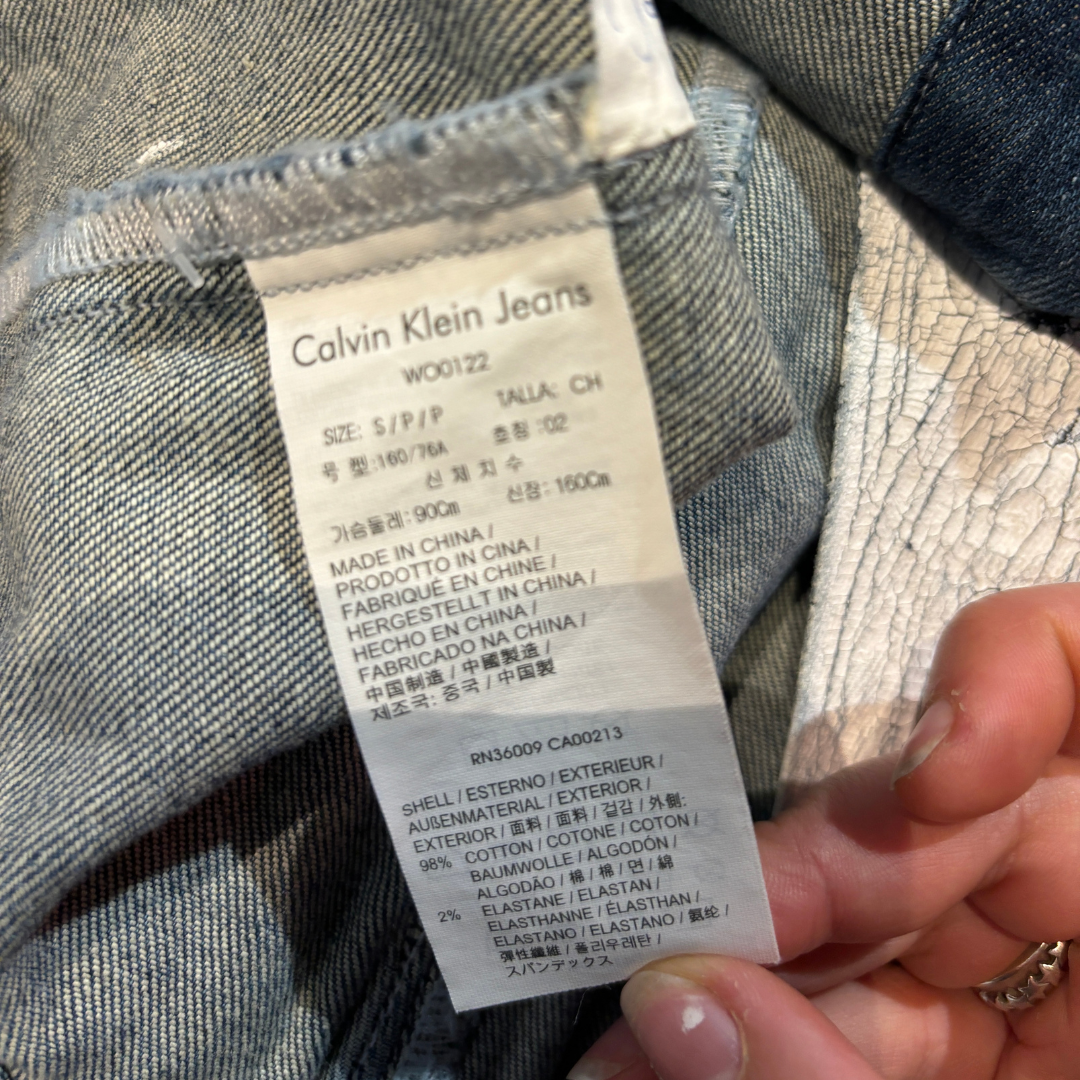 Calvin Klein Jeans
WO0122
SIZE: S/P/P TALLA: CH
号 型:160/76A 호칭:02
신 체 치 수
가슴둘레:90Cm 신장:160Cm
MADE IN CHINA /
PRODOTTO IN CINA /
FABRIQUÉ EN CHINE /
HERGESTELLT IN CHINA /
HECHO EN CHINA /
FABRICADO NA CHINA /
中国制造 / 中國製造 /
제조국: 중국 / 中国製
RN36009 CA00213
SHELL / ESTERNO / EXTERIEUR /
AUßENMATERIAL / EXTERIOR /
EXTERIOR / 面料 / 面料 / 겉감 / 外側:
98% COTTON / COTONE / COTON /
BAUMWOLLE / ALGODÓN /
ALGODÃO / 棉 / 棉 / 면 / 綿
2% ELASTANE / ELASTAN /
ELASTHANNE / ÉLASTHAN /
ELASTANO / ELASTANO / 氨纶 /
弹性纖維 / 폴리우레탄 /
スパンデックス